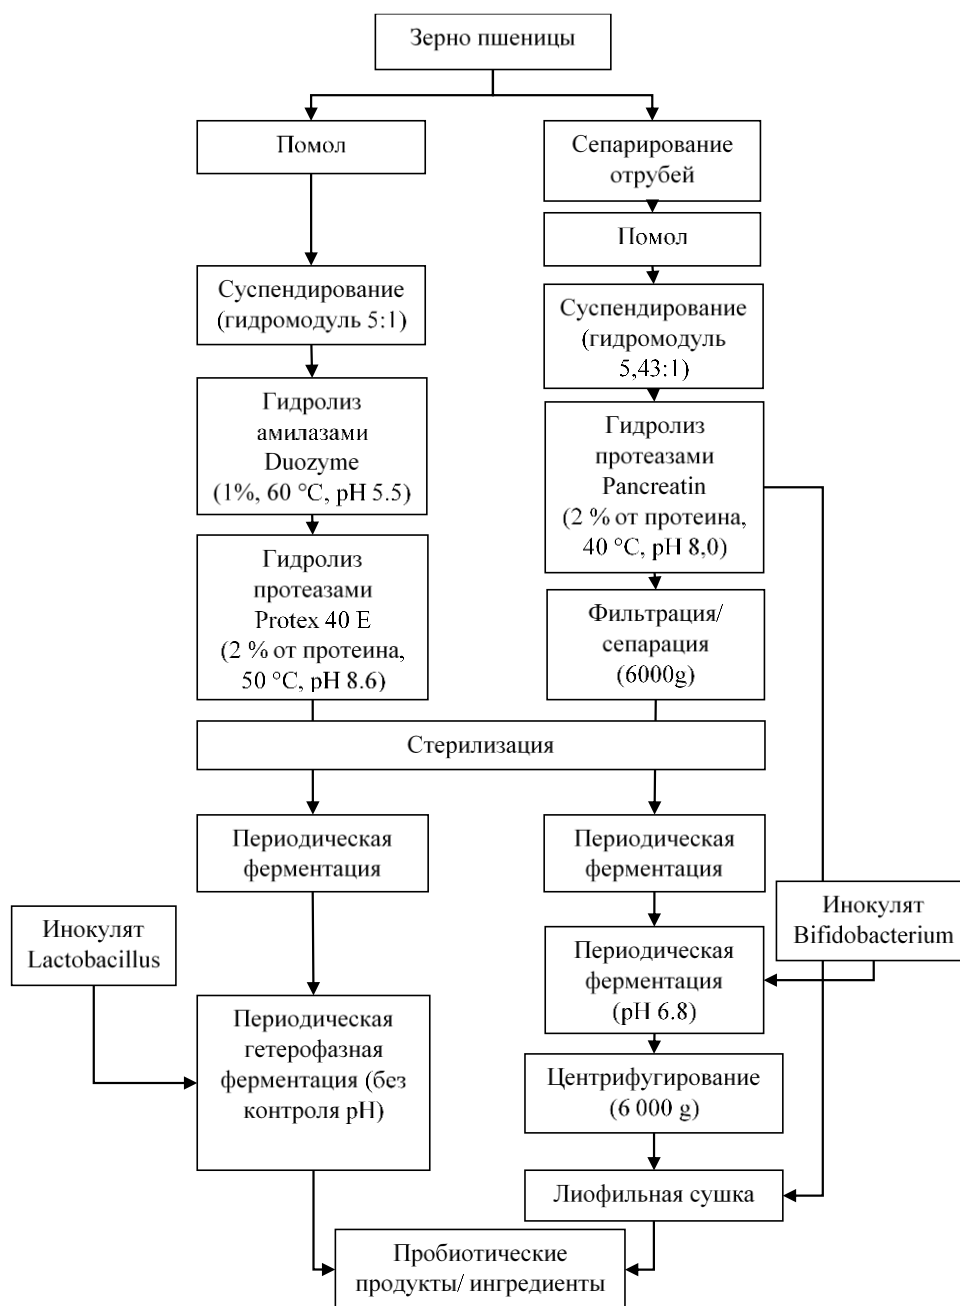 Зерно пшеницы
Помол
Сепарирование
отрубей
Помол
Суспендирование
(гидромодуль 5:1)
Суспендирование
(гидромодуль
5,43:1)
Гидролиз
амилазами
Duozyme
(1%, 60 °C, pH 5.5)
Гидролиз
протеазами
Pancreatin
(2 % от протеина,
40 °C, pH 8,0)
Гидролиз
протеазами
Protex 40 E
(2 % от протеина,
50 °C, pH 8.6)
Фильтрация/
сепарация
(6000g)
Стерилизация
Периодическая
ферментация
Периодическая
ферментация
Инокулят
Lactobacillus
Инокулят
Bifidobacterium
Периодическая
ферментация
(pH 6.8)
Периодическая
гетерофазная
ферментация (без
контроля pH)
Центрифугирование
(6 000 g)
Лиофильная сушка
Пробиотические
продукты/ ингредиенты